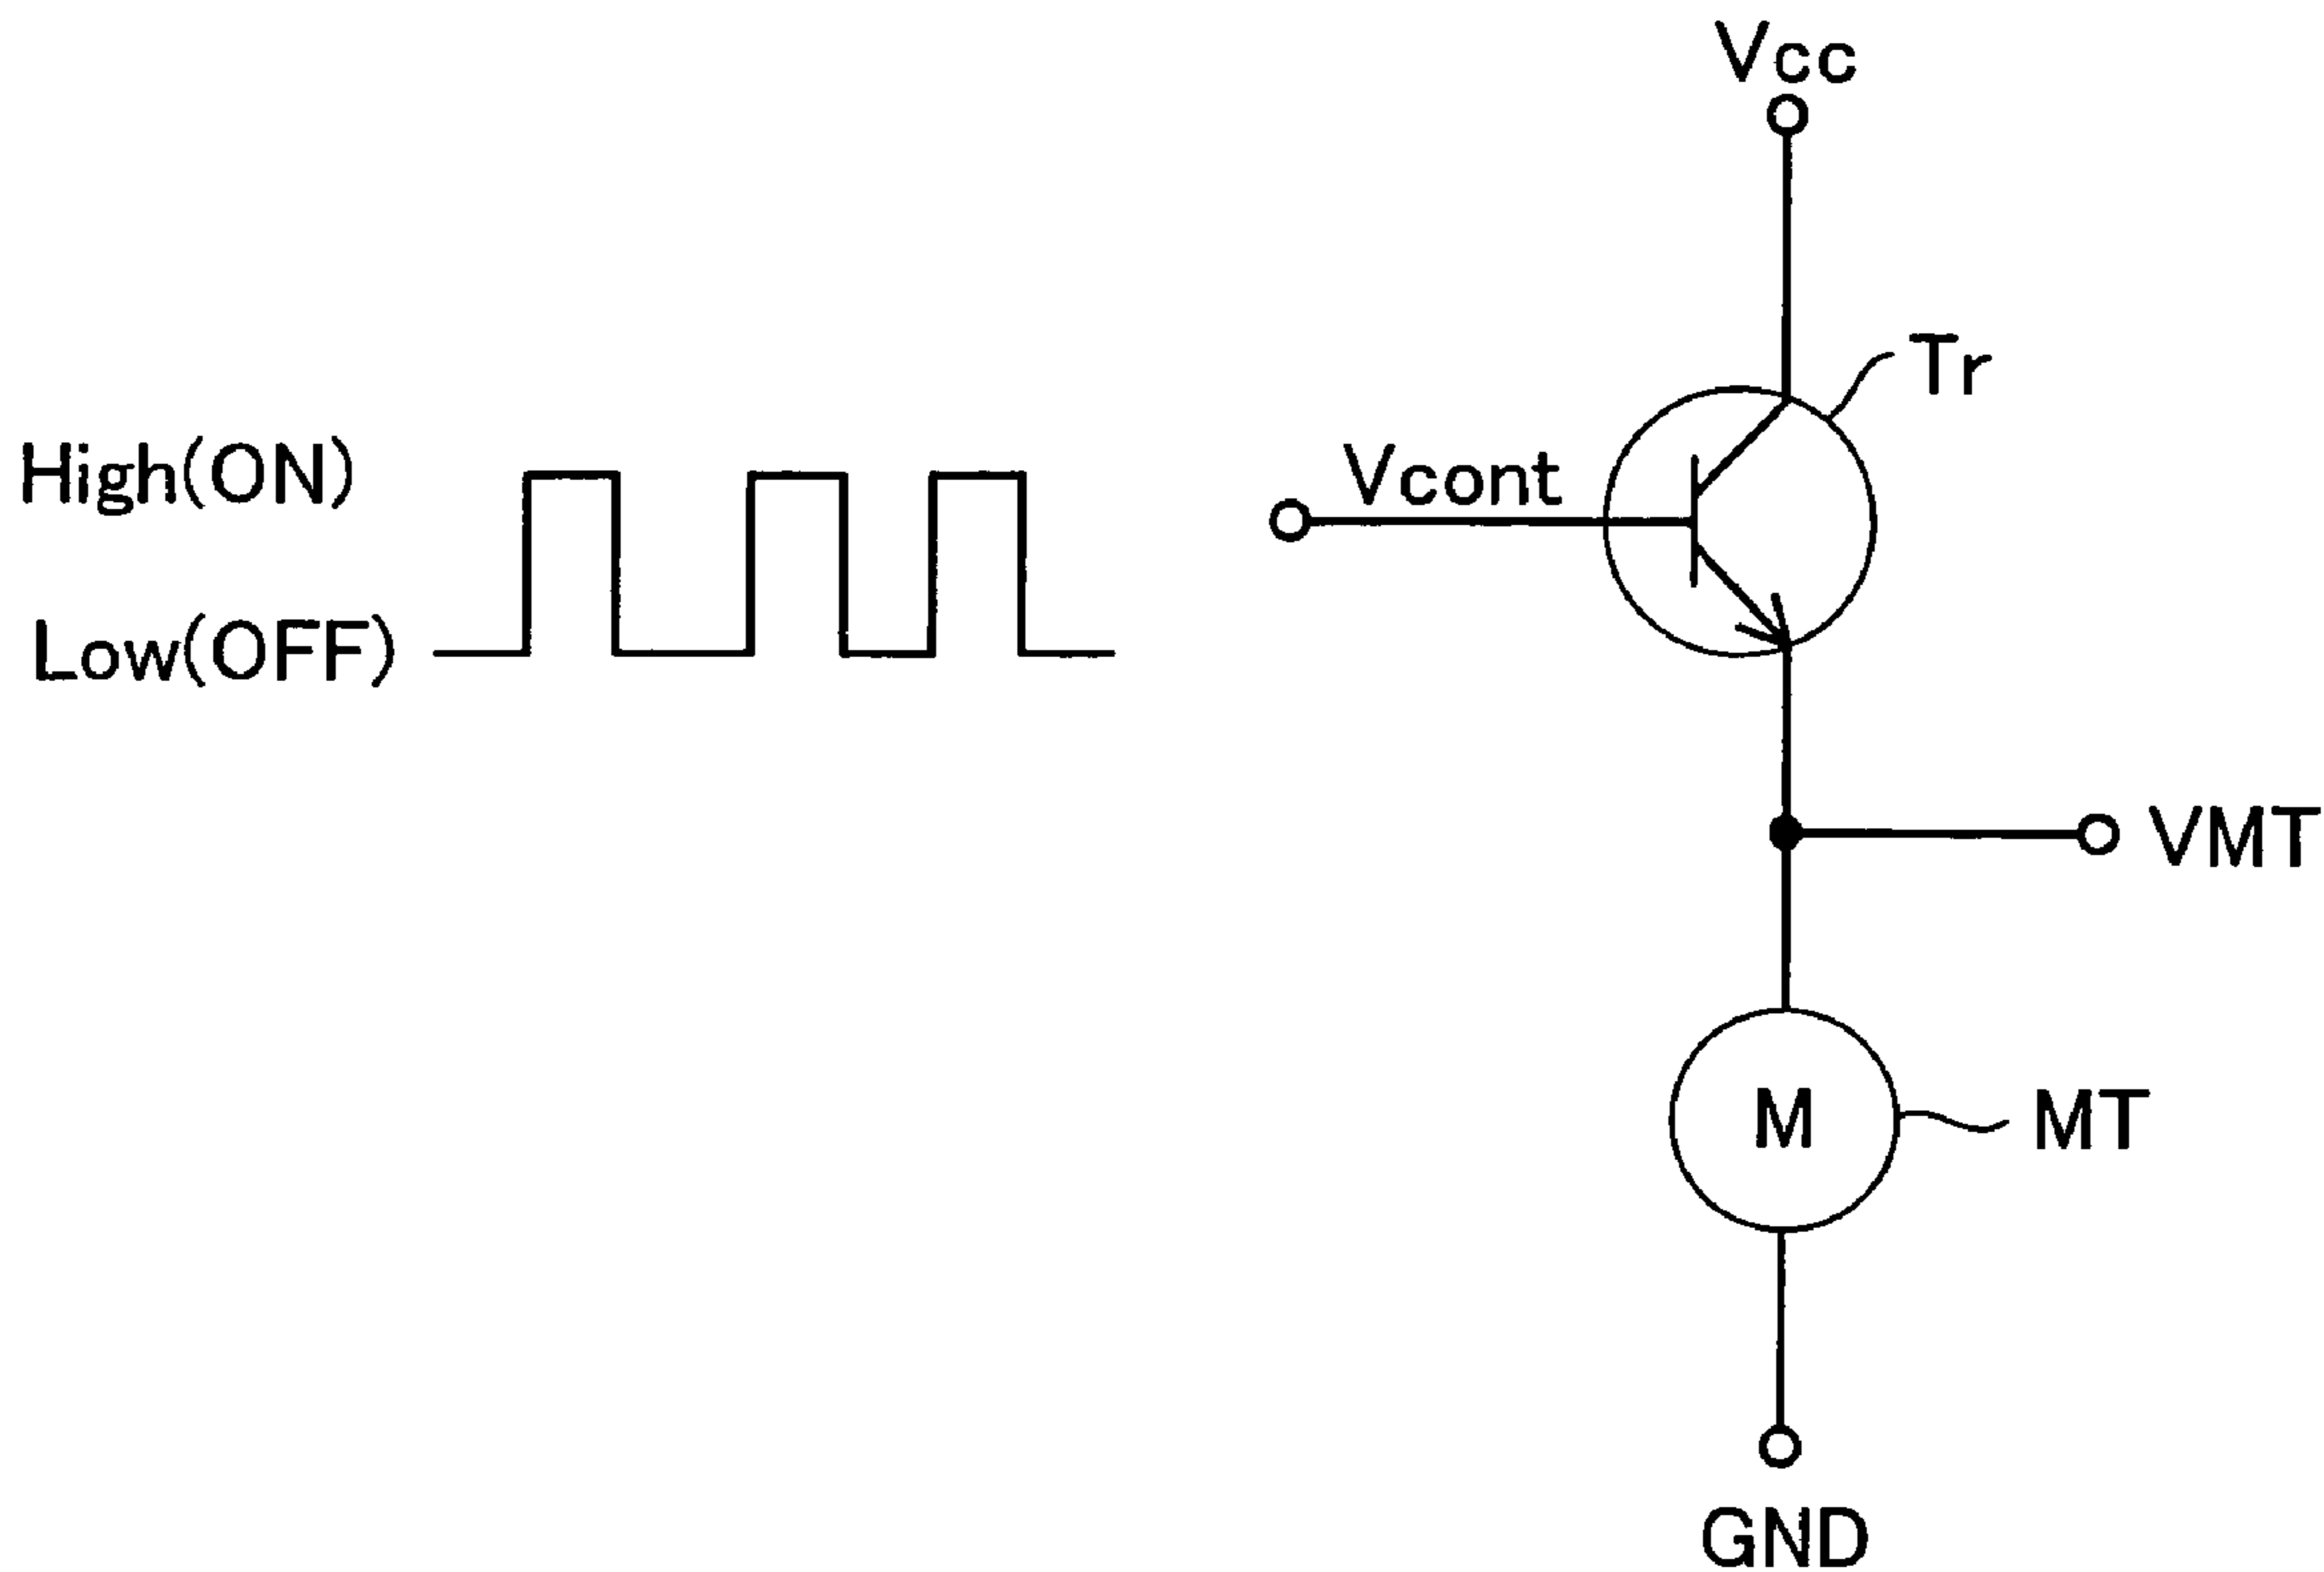 Vcc
Tr
High(ON)
Vcont
Low(OFF)
VMT
M
MT
GND